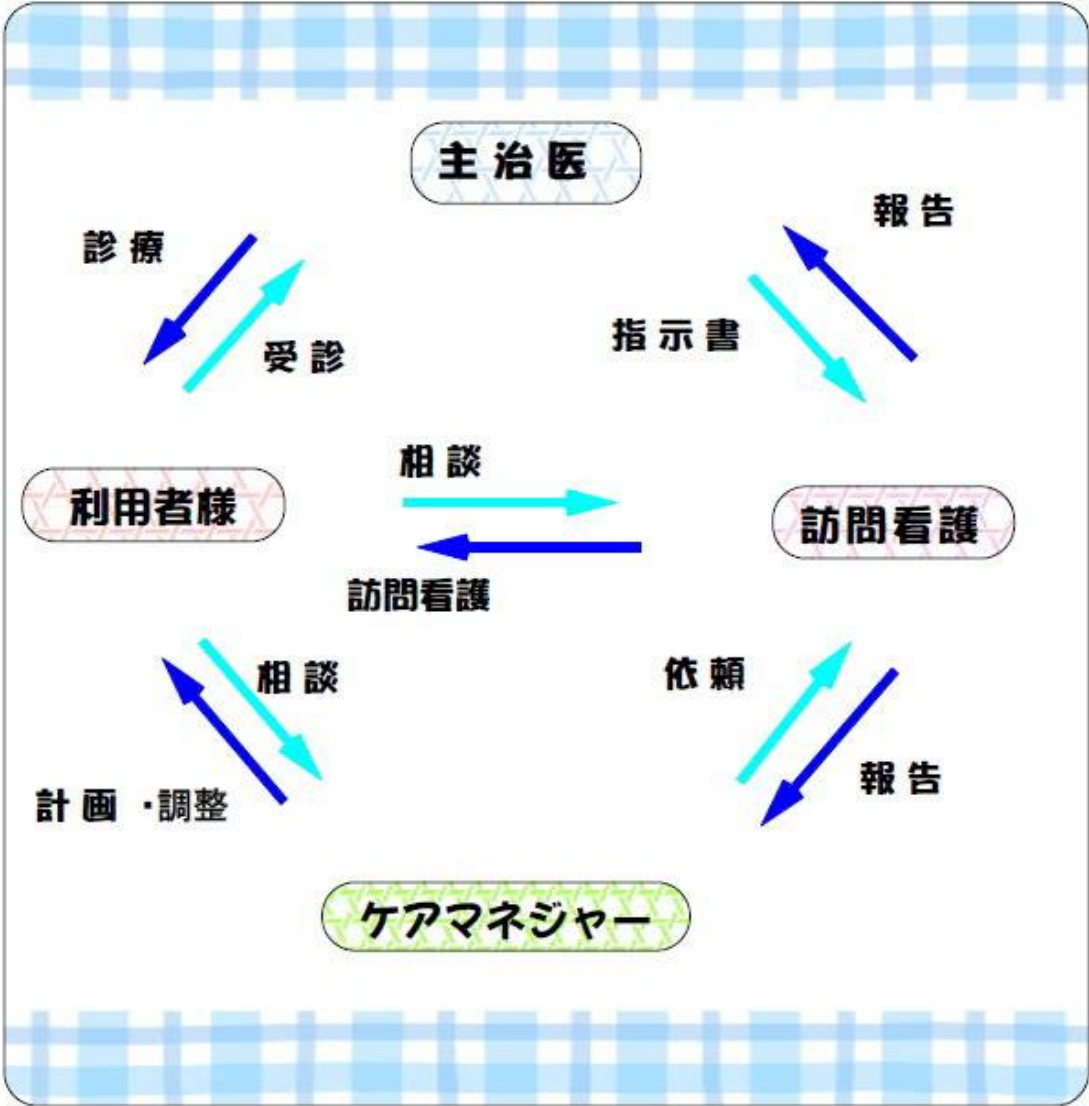 主治医
報告
診療
指示書
受診
相談
利用者様
訪問看護
訪問看護
相談
依頼
報告
計画・調整
ケアマネジャー